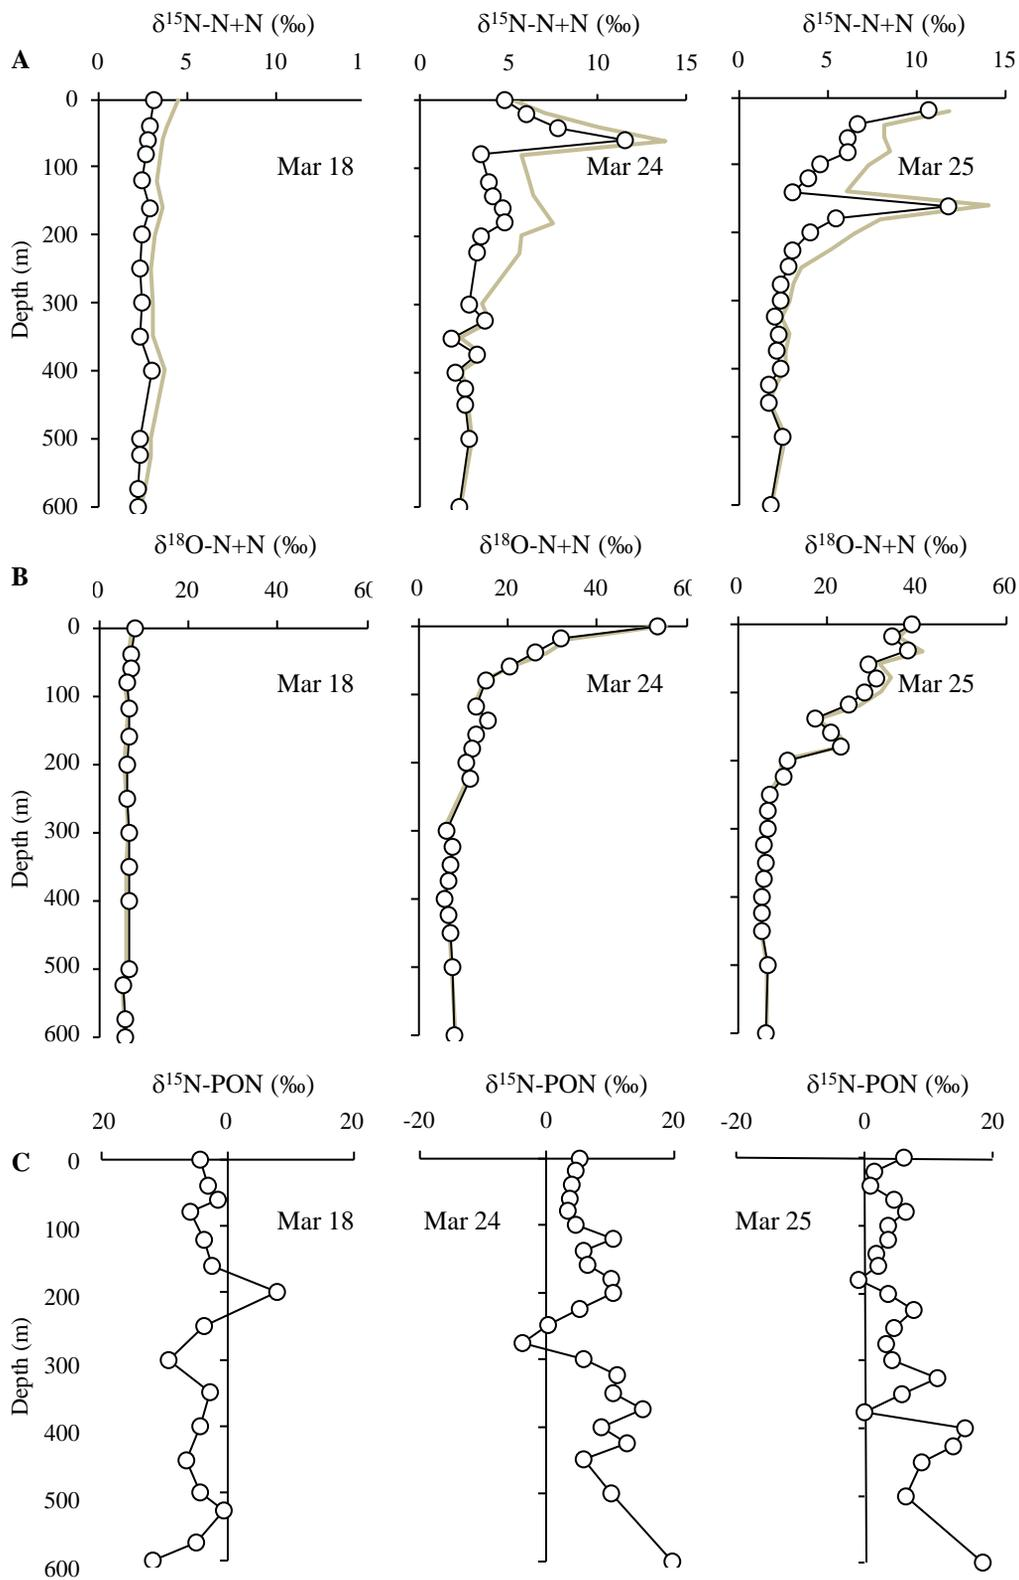 δ¹⁵N-N+N (‰) δ¹⁵N-N+N (‰) δ¹⁵N-N+N (‰)
A 0 5 10 1 0 5 10 15 0 5 10 15
0
100 Mar 18 Mar 24 Mar 25
200
300
400
500
600
Depth (m)
δ¹⁸O-N+N (‰) δ¹⁸O-N+N (‰) δ¹⁸O-N+N (‰)
B 0 20 40 60 0 20 40 60 0 20 40 60
0
100 Mar 18 Mar 24 Mar 25
200
300
400
500
600
Depth (m)
δ¹⁵N-PON (‰) δ¹⁵N-PON (‰) δ¹⁵N-PON (‰)
20 0 20 -20 0 20 -20 0 20
C 0
100 Mar 18 Mar 24 Mar 25
200
300
400
500
600
Depth (m)